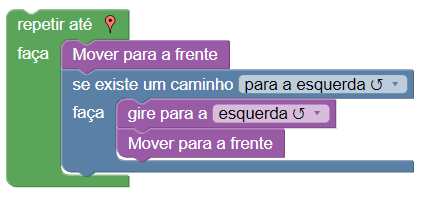 repetir até
faça Mover para a frente
se existe um caminho para a esquerda ↺
faça gire para a esquerda ↺
Mover para a frente